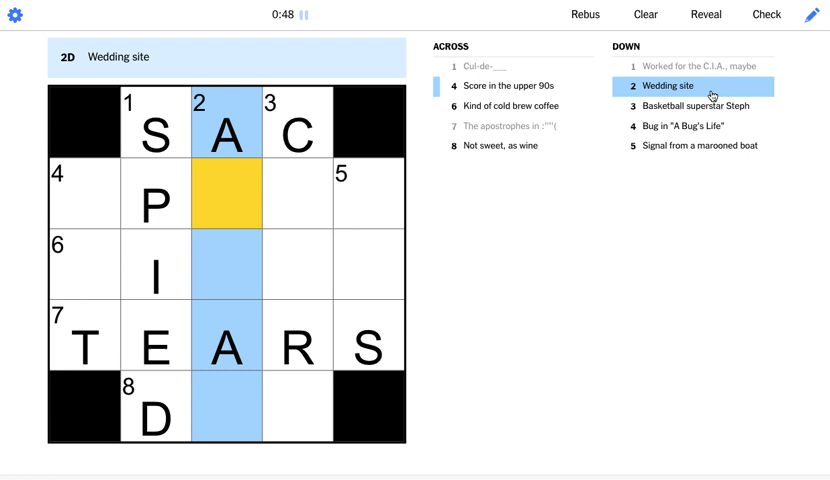 0:48
Rebus Clear Reveal Check
2D Wedding site
ACROSS
1 Cul-de-___
4 Score in the upper 90s
6 Kind of cold brew coffee
7 The apostrophes in :''''(
8 Not sweet, as wine
DOWN
1 Worked for the C.I.A., maybe
2 Wedding site
3 Basketball superstar Steph
4 Bug in "A Bug's Life"
5 Signal from a marooned boat
1 2 3
S A C
4 5
P
6
I
7
T E A R S
8
D